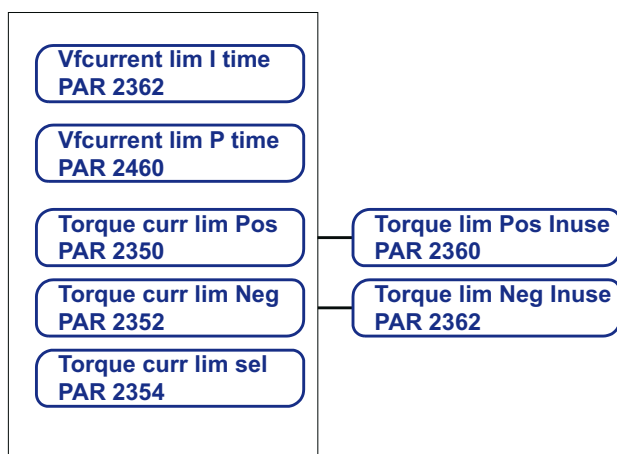 Vfcurrent lim I time
PAR 2362
Vfcurrent lim P time
PAR 2460
Torque curr lim Pos
PAR 2350
Torque lim Pos Inuse
PAR 2360
Torque curr lim Neg
PAR 2352
Torque lim Neg Inuse
PAR 2362
Torque curr lim sel
PAR 2354